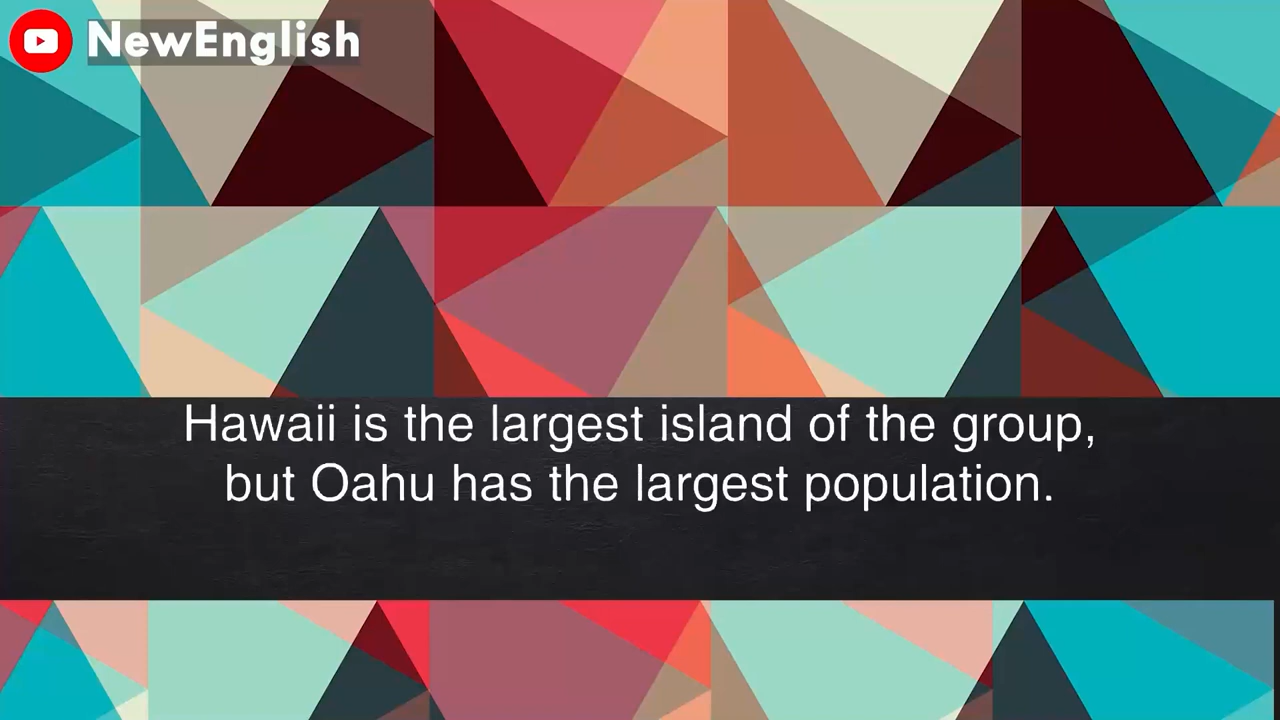 NewEnglish
Hawaii is the largest island of the group,
but Oahu has the largest population.